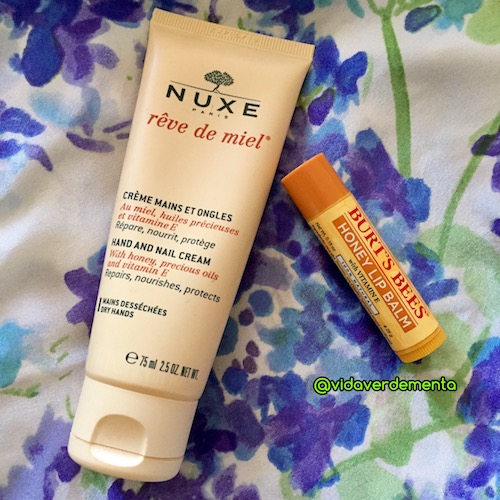 NUXE
PARIS
rêve de miel®
CRÈME MAINS ET ONGLES
Au miel, huiles précieuses
et vitamine E
Répare, nourrit, protège
HAND AND NAIL CREAM
With honey, precious oils
and vitamin E
Repairs, nourishes, protects
MAINS DESSÉCHÉES
DRY HANDS
℮ 75 ml 2.5 OZ. NET WT.
BURT'S BEES
HONEY LIP BALM
with VITAMIN E
@vidaverdementa